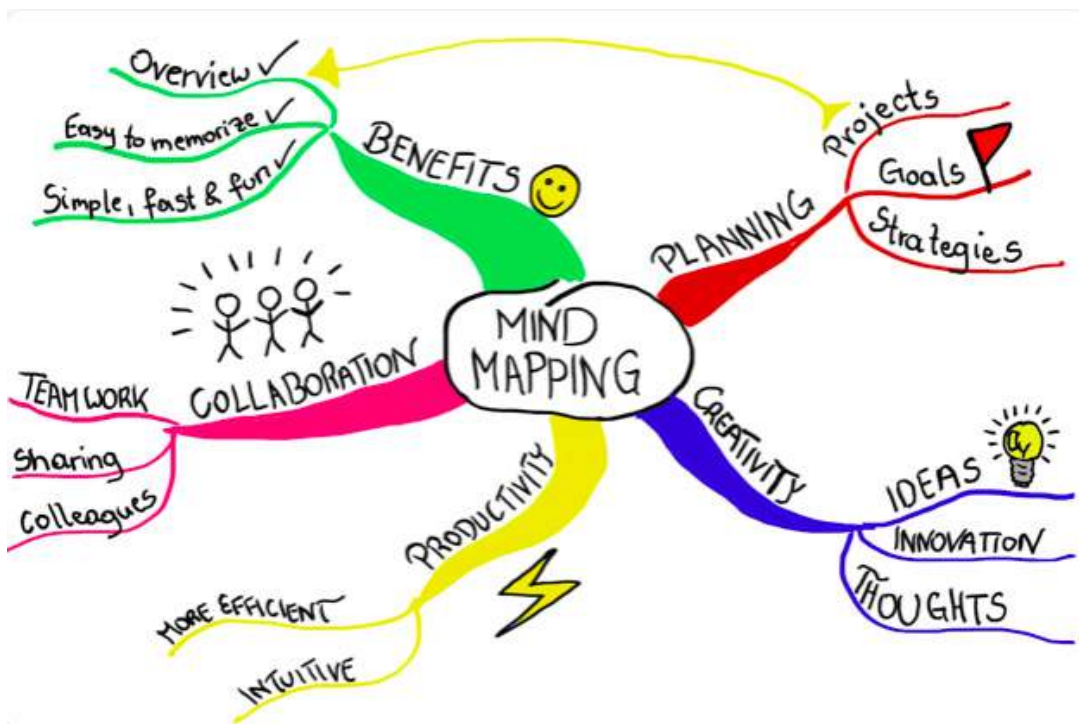 MIND
MAPPING
BENEFITS
Overview ✓
Easy to memorize ✓
Simple, fast & fun ✓
PLANNING
Projects
Goals
Strategies
CREATIVITY
IDEAS
INNOVATION
THOUGHTS
PRODUCTIVITY
MORE EFFICIENT
INTUITIVE
COLLABORATION
TEAMWORK
Sharing
Colleagues